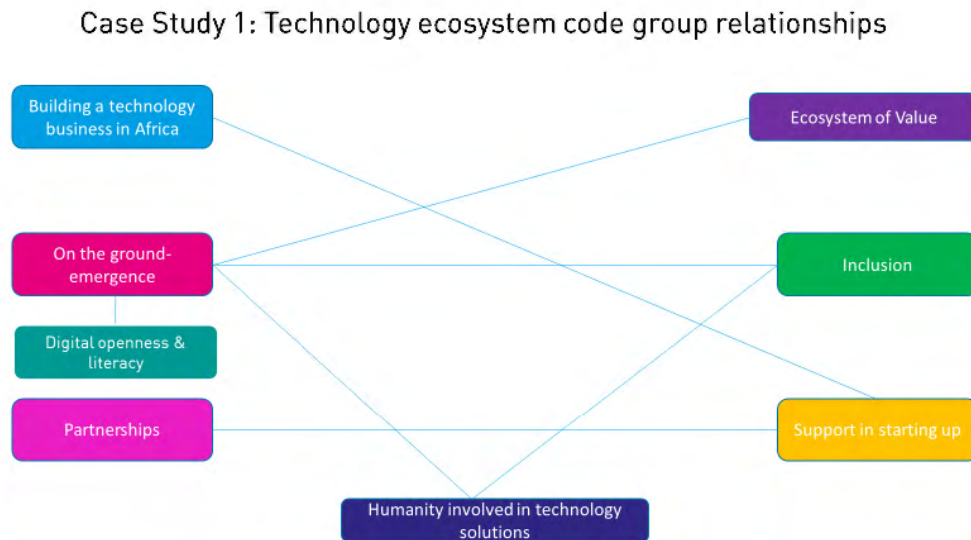 Case Study 1: Technology ecosystem code group relationships
Building a technology
business in Africa
Ecosystem of Value
On the ground-
emergence
Inclusion
Digital openness &
literacy
Partnerships
Support in starting up
Humanity involved in technology
solutions